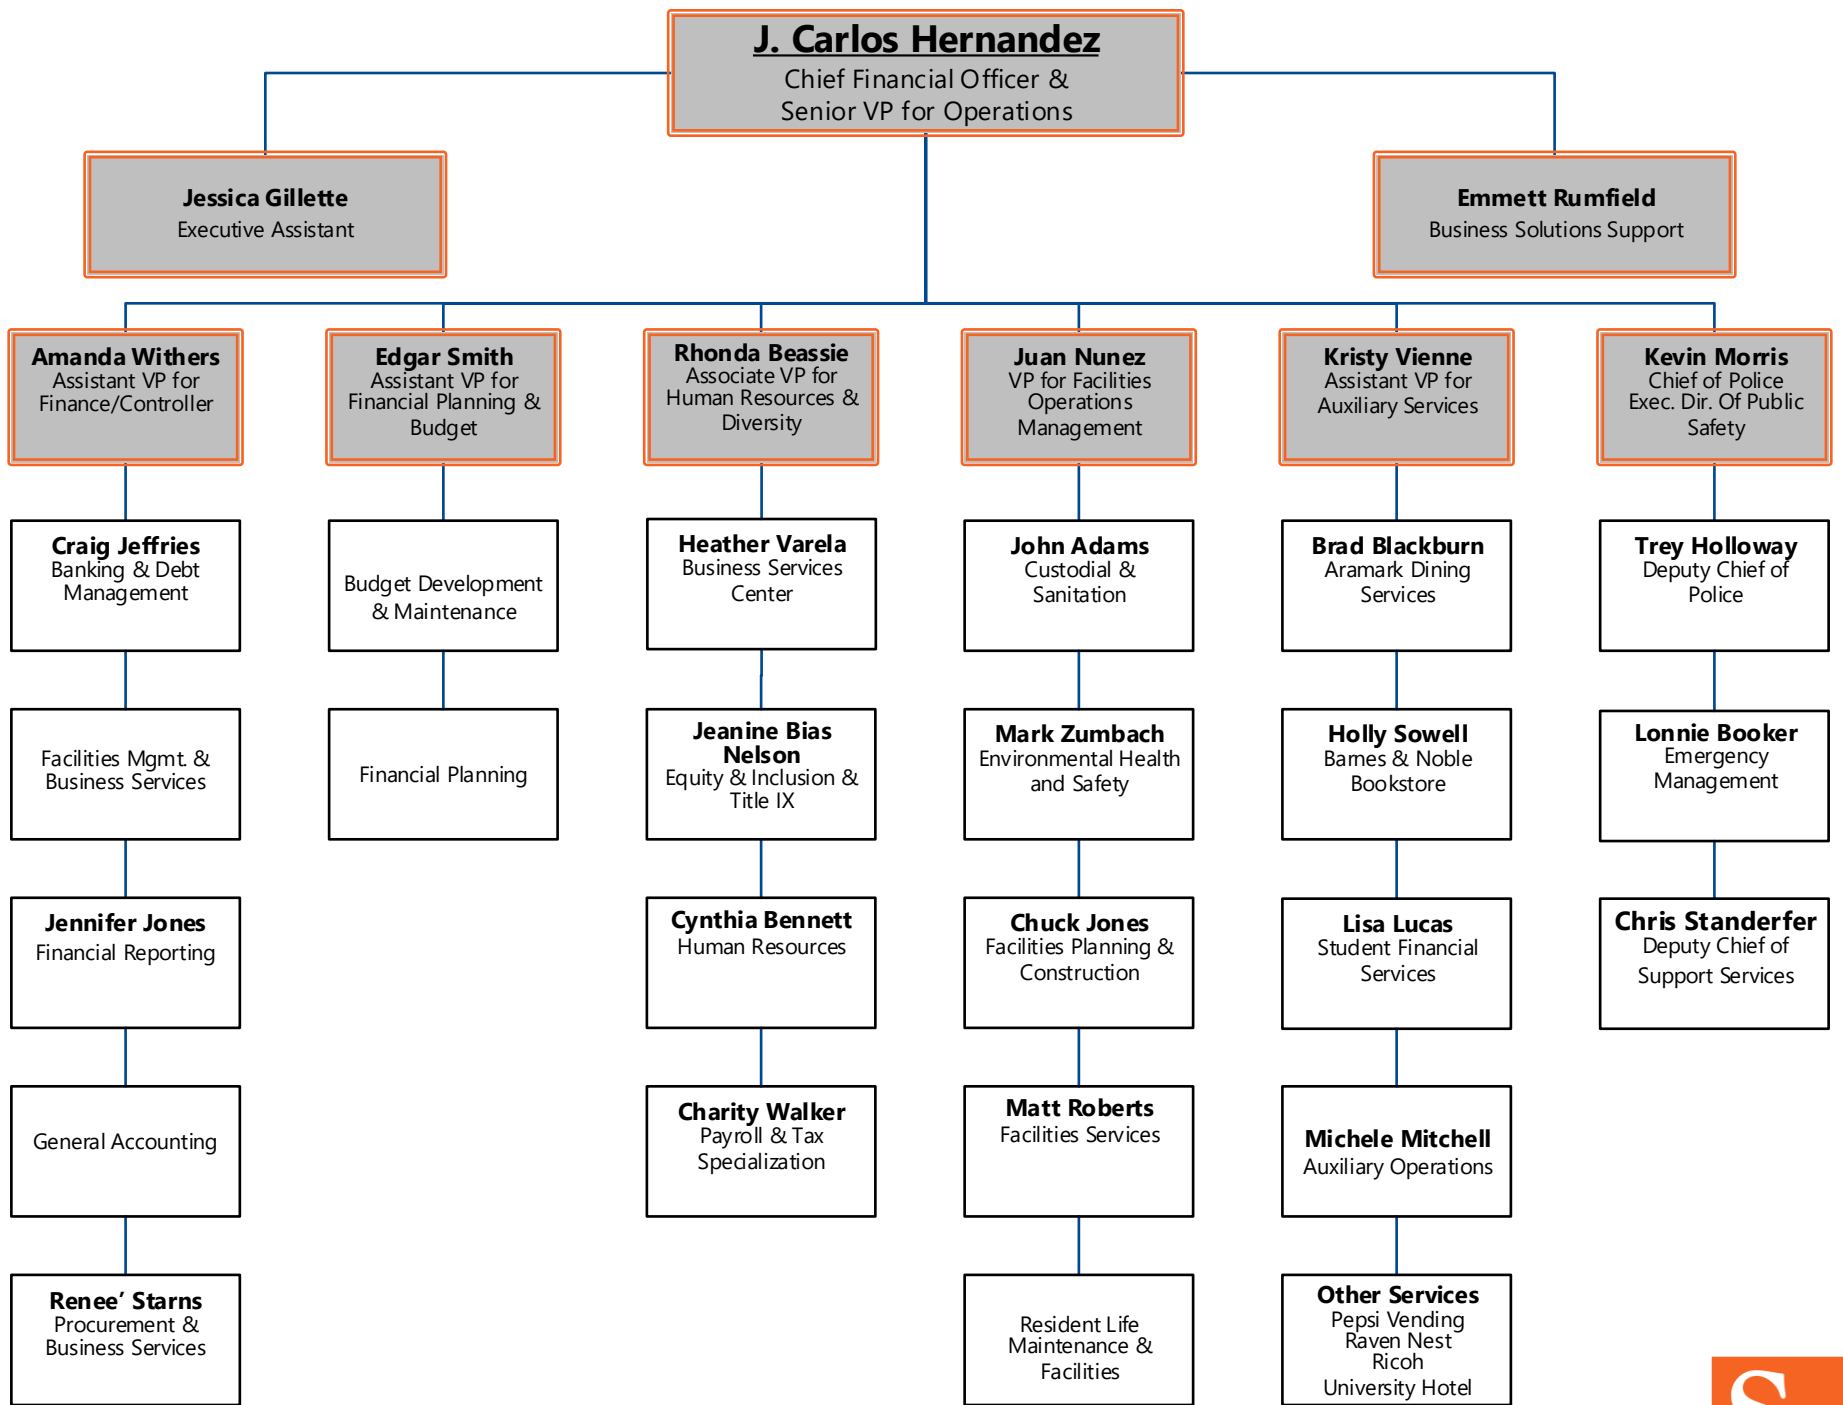 J. Carlos Hernandez
Chief Financial Officer &
Senior VP for Operations
Jessica Gillette
Executive Assistant
Emmett Rumfield
Business Solutions Support
Amanda Withers
Assistant VP for
Finance/Controller
Edgar Smith
Assistant VP for
Financial Planning &
Budget
Rhonda Beassie
Associate VP for
Human Resources &
Diversity
Juan Nunez
VP for Facilities
Operations
Management
Kristy Vienne
Assistant VP for
Auxiliary Services
Kevin Morris
Chief of Police
Exec. Dir. Of Public
Safety
Craig Jeffries
Banking & Debt
Management
Budget Development
& Maintenance
Heather Varela
Business Services
Center
John Adams
Custodial &
Sanitation
Brad Blackburn
Aramark Dining
Services
Trey Holloway
Deputy Chief of
Police
Facilities Mgmt. &
Business Services
Financial Planning
Jeanine Bias
Nelson
Equity & Inclusion &
Title IX
Mark Zumbach
Environmental Health
and Safety
Holly Sowell
Barnes & Noble
Bookstore
Lonnie Booker
Emergency
Management
Jennifer Jones
Financial Reporting
Cynthia Bennett
Human Resources
Chuck Jones
Facilities Planning &
Construction
Lisa Lucas
Student Financial
Services
Chris Standerfer
Deputy Chief of
Support Services
General Accounting
Charity Walker
Payroll & Tax
Specialization
Matt Roberts
Facilities Services
Michele Mitchell
Auxiliary Operations
Renee’ Starns
Procurement &
Business Services
Resident Life
Maintenance &
Facilities
Other Services
Pepsi Vending
Raven Nest
Ricoh
University Hotel
S